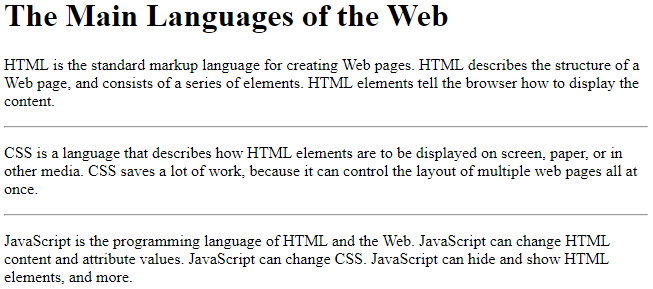 The Main Languages of the Web
HTML is the standard markup language for creating Web pages. HTML describes the structure of a
Web page, and consists of a series of elements. HTML elements tell the browser how to display the
content.
CSS is a language that describes how HTML elements are to be displayed on screen, paper, or in
other media. CSS saves a lot of work, because it can control the layout of multiple web pages all at
once.
JavaScript is the programming language of HTML and the Web. JavaScript can change HTML
content and attribute values. JavaScript can change CSS. JavaScript can hide and show HTML
elements, and more.